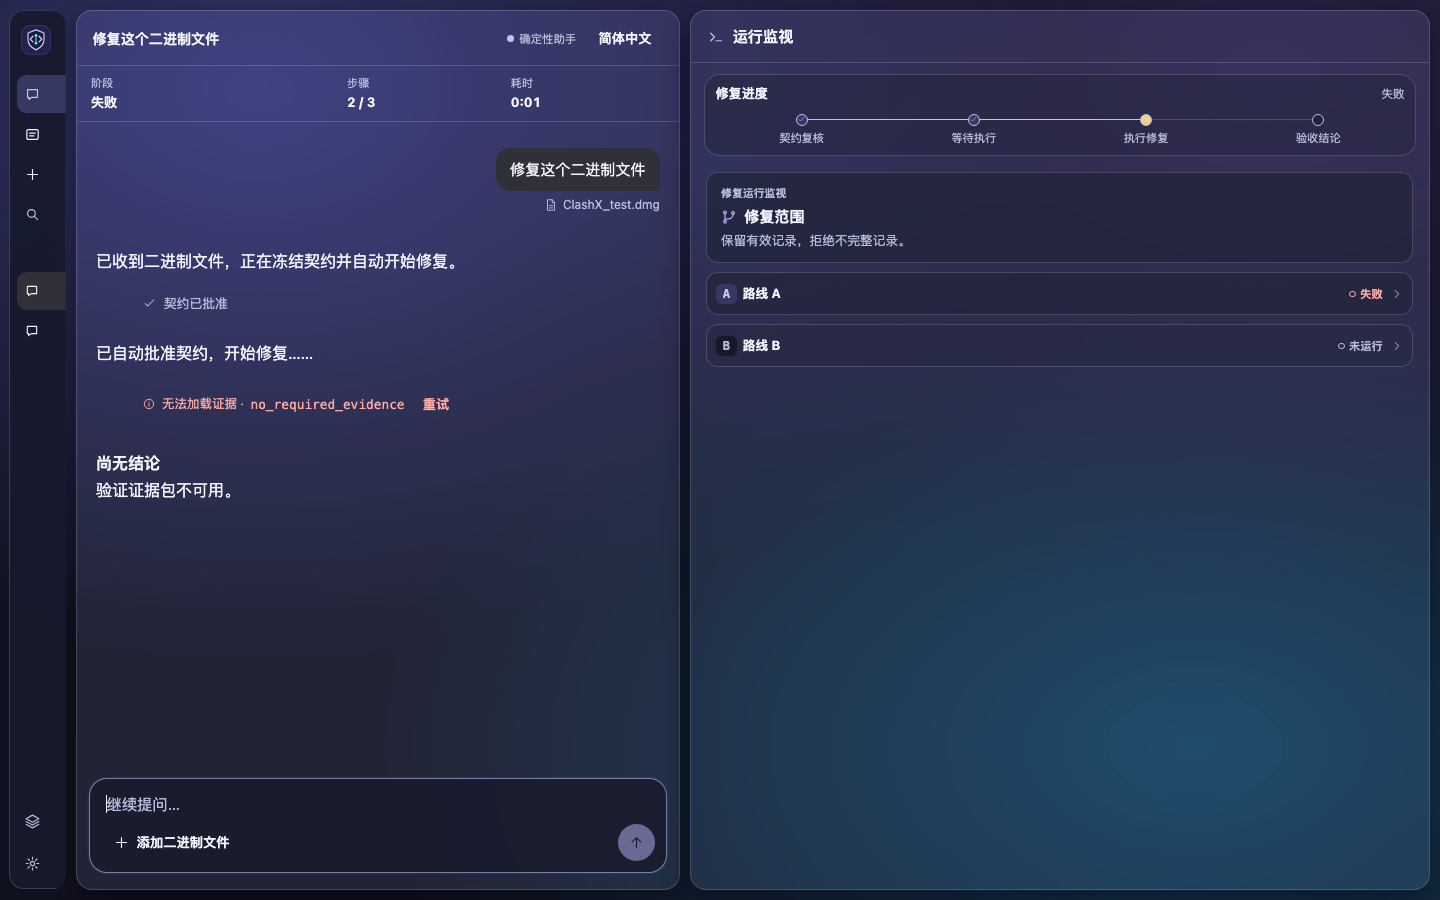 修复这个二进制文件
确定性助手
简体中文
阶段
失败
步骤
2 / 3
耗时
0:01
修复这个二进制文件
ClashX_test.dmg
已收到二进制文件，正在冻结契约并自动开始修复。
契约已批准
已自动批准契约，开始修复……
无法加载证据 · no_required_evidence 重试
尚无结论
验证证据包不可用。
继续提问...
添加二进制文件
运行监视
修复进度
失败
契约复核
等待执行
执行修复
验收结论
修复运行监视
修复范围
保留有效记录，拒绝不完整记录。
A 路线 A
失败
B 路线 B
未运行